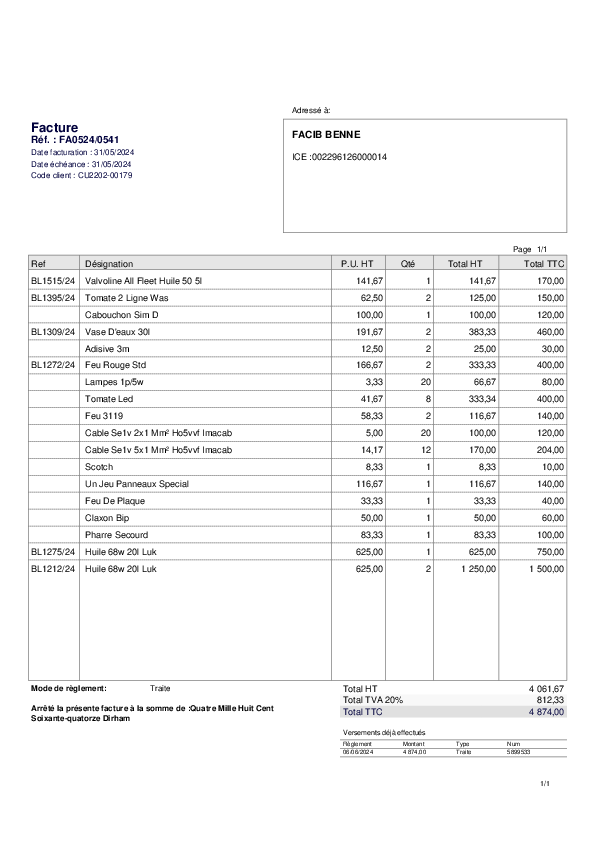 Adressé à:
Facture
Réf. : FA0524/0541
Date facturation : 31/05/2024
Date échéance : 31/05/2024
Code client : CU2202-00179
FACIB BENNE
ICE :002296126000014
Page 1/1
Ref Désignation P.U. HT Qté Total HT Total TTC
BL1515/24 Valvoline All Fleet Huile 50 5l 141,67 1 141,67 170,00
BL1395/24 Tomate 2 Ligne Was 62,50 2 125,00 150,00
Cabouchon Sim D 100,00 1 100,00 120,00
BL1309/24 Vase D'eaux 30l 191,67 2 383,33 460,00
Adisive 3m 12,50 2 25,00 30,00
BL1272/24 Feu Rouge Std 166,67 2 333,33 400,00
Lampes 1p/5w 3,33 20 66,67 80,00
Tomate Led 41,67 8 333,34 400,00
Feu 3119 58,33 2 116,67 140,00
Cable Se1v 2x1 Mm² Ho5vvf Imacab 5,00 20 100,00 120,00
Cable Se1v 5x1 Mm² Ho5vvf Imacab 14,17 12 170,00 204,00
Scotch 8,33 1 8,33 10,00
Un Jeu Panneaux Special 116,67 1 116,67 140,00
Feu De Plaque 33,33 1 33,33 40,00
Claxon Bip 50,00 1 50,00 60,00
Pharre Secourd 83,33 1 83,33 100,00
BL1275/24 Huile 68w 20l Luk 625,00 1 625,00 750,00
BL1212/24 Huile 68w 20l Luk 625,00 2 1 250,00 1 500,00
Mode de règlement: Traite
Arrêté la présente facture à la somme de :Quatre Mille Huit Cent
Soixante-quatorze Dirham
Total HT 4 061,67
Total TVA 20% 812,33
Total TTC 4 874,00
Versements déjà effectués
Règlement Montant Type Num
06/06/2024 4 874,00 Traite 5899533
1/1